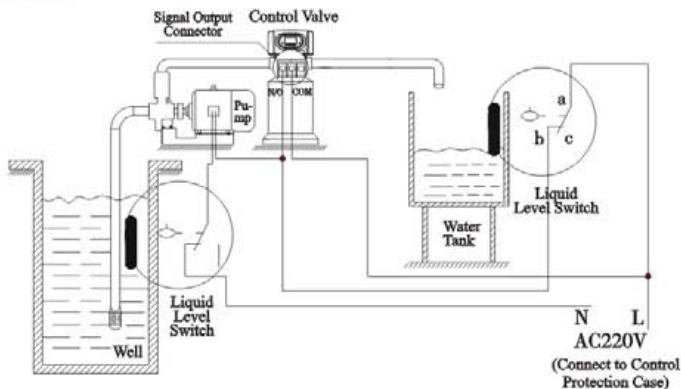 Signal Output
Connector
Control Valve
N/O COM
Pu-
mp
a
b
c
Liquid
Level Switch
Water
Tank
Liquid
Level
Switch
Well
N L
AC220V
(Connect to Control
Protection Case)